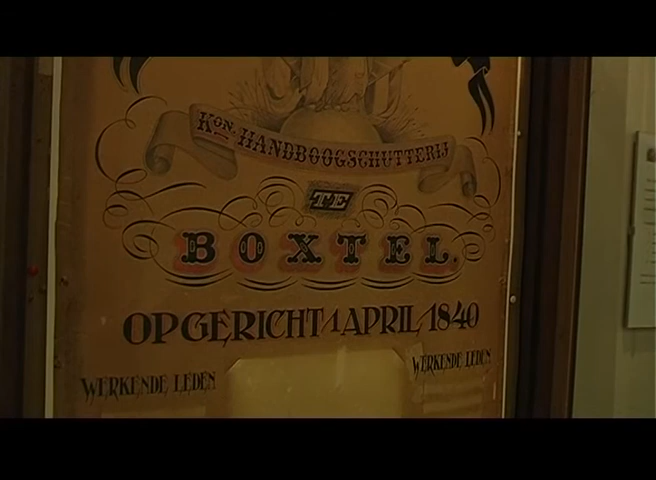 Kon. HANDBOOGSCHUTTERIJ
TE
BOXTEL.
OPGERICHT 1 APRIL 1840
WERKENDE LEDEN
WERKENDE LEDEN